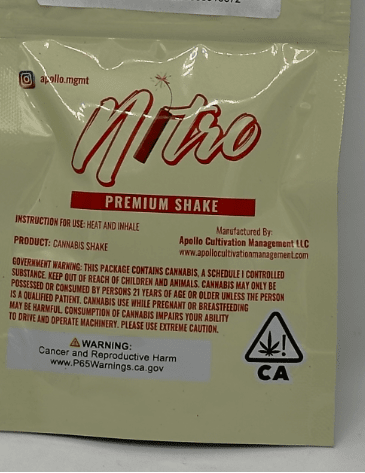 apollo.mgmt
Nitro
PREMIUM SHAKE
INSTRUCTION FOR USE: HEAT AND INHALE
PRODUCT: CANNABIS SHAKE
Manufactured By:
Apollo Cultivation Management LLC
www.apollocultivationmanagement.com
GOVERNMENT WARNING: THIS PACKAGE CONTAINS CANNABIS, A SCHEDULE I CONTROLLED
SUBSTANCE. KEEP OUT OF REACH OF CHILDREN AND ANIMALS. CANNABIS MAY ONLY BE
POSSESSED OR CONSUMED BY PERSONS 21 YEARS OF AGE OR OLDER UNLESS THE PERSON
IS A QUALIFIED PATIENT. CANNABIS USE WHILE PREGNANT OR BREASTFEEDING
MAY BE HARMFUL. CONSUMPTION OF CANNABIS IMPAIRS YOUR ABILITY
TO DRIVE AND OPERATE MACHINERY. PLEASE USE EXTREME CAUTION.
WARNING:
Cancer and Reproductive Harm
www.P65Warnings.ca.gov
!
CA